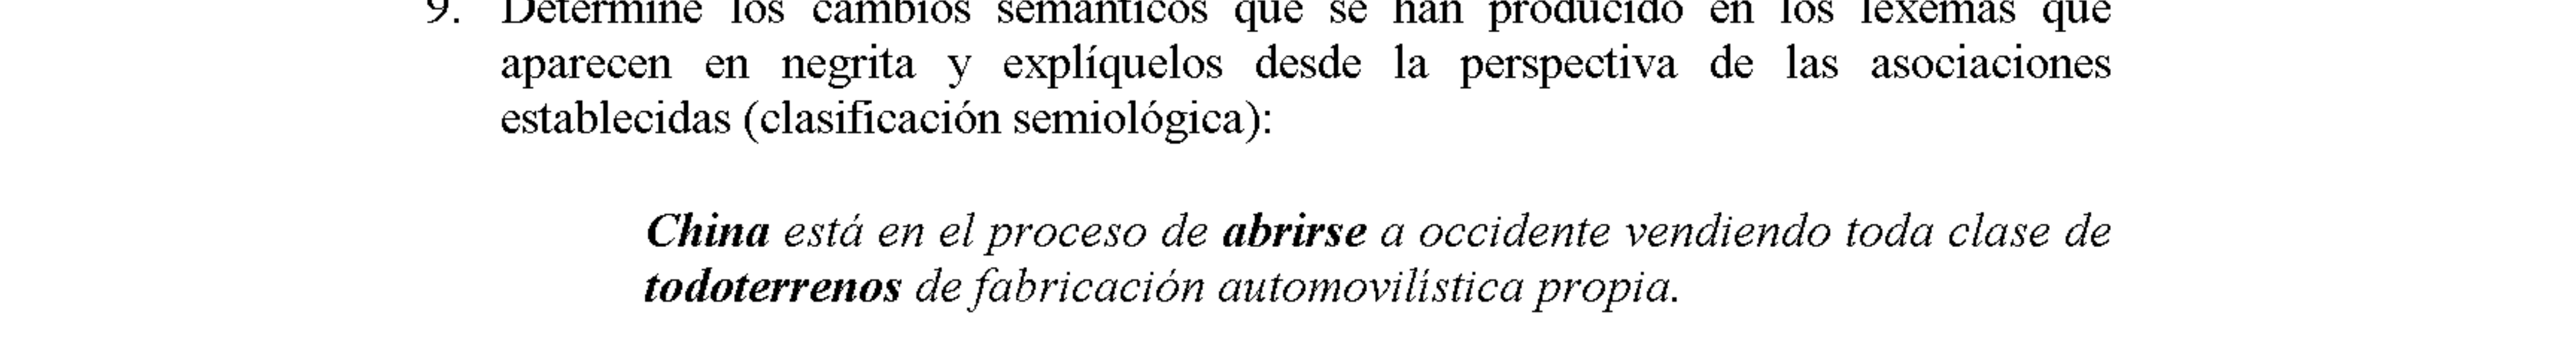 9. Determine los cambios semánticos que se han producido en los lexemas que
aparecen en negrita y explíquelos desde la perspectiva de las asociaciones
establecidas (clasificación semiológica):
China está en el proceso de abrirse a occidente vendiendo toda clase de
todoterrenos de fabricación automovilística propia.